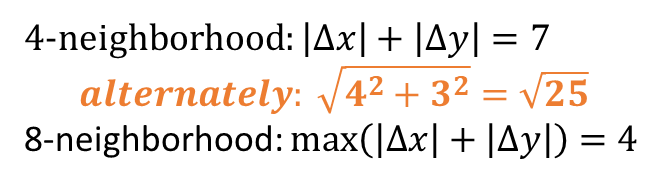 4-neighborhood: |Δx| + |Δy| = 7
alternately: √4² + 3² = √25
8-neighborhood: max(|Δx| + |Δy|) = 4